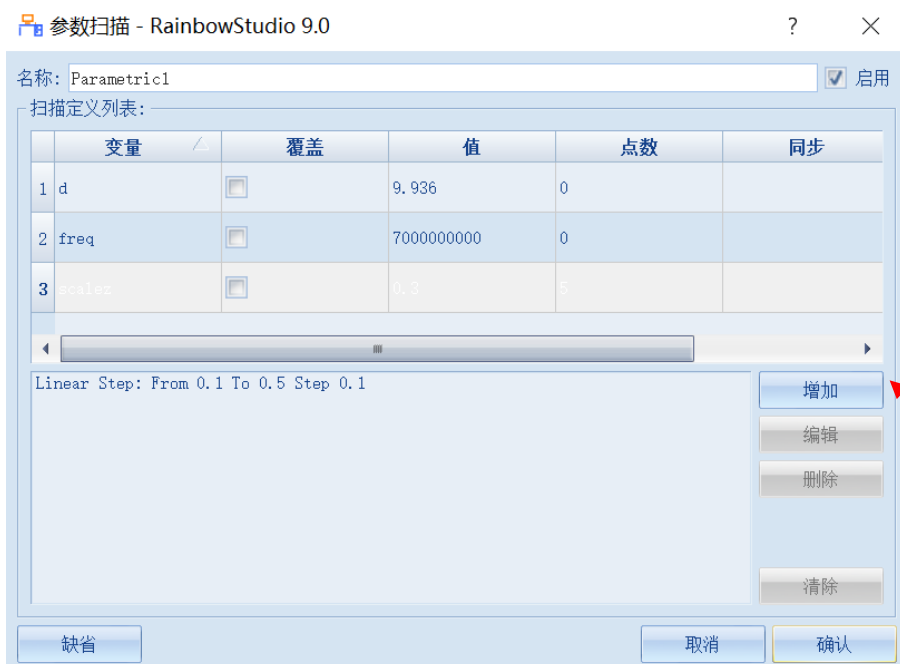 参数扫描 - RainbowStudio 9.0 ?
名称: Parametric1 启用
扫描定义列表:
变量 覆盖 值 点数 同步
1 d 9.936 0
2 freq 7000000000 0
3 scalez 0.3 5
Linear Step: From 0.1 To 0.5 Step 0.1
增加
编辑
删除
清除
缺省 取消 确认